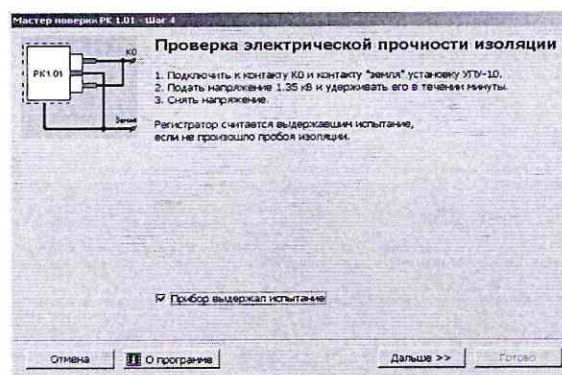 Мастер поверки РК 1.01 - Шаг 4
РК1.01
К0
Земля
Проверка электрической прочности изоляции
1. Подключить к контакту К0 и контакту "земля" установку УПУ-10.
2. Подать напряжение 1.35 кВ и удерживать его в течении минуты.
3. Снять напряжение.
Регистратор считается выдержавшим испытание,
если не произошло пробоя изоляции.
Прибор выдержал испытание
Отмена
О программе
Дальше >>
Готово